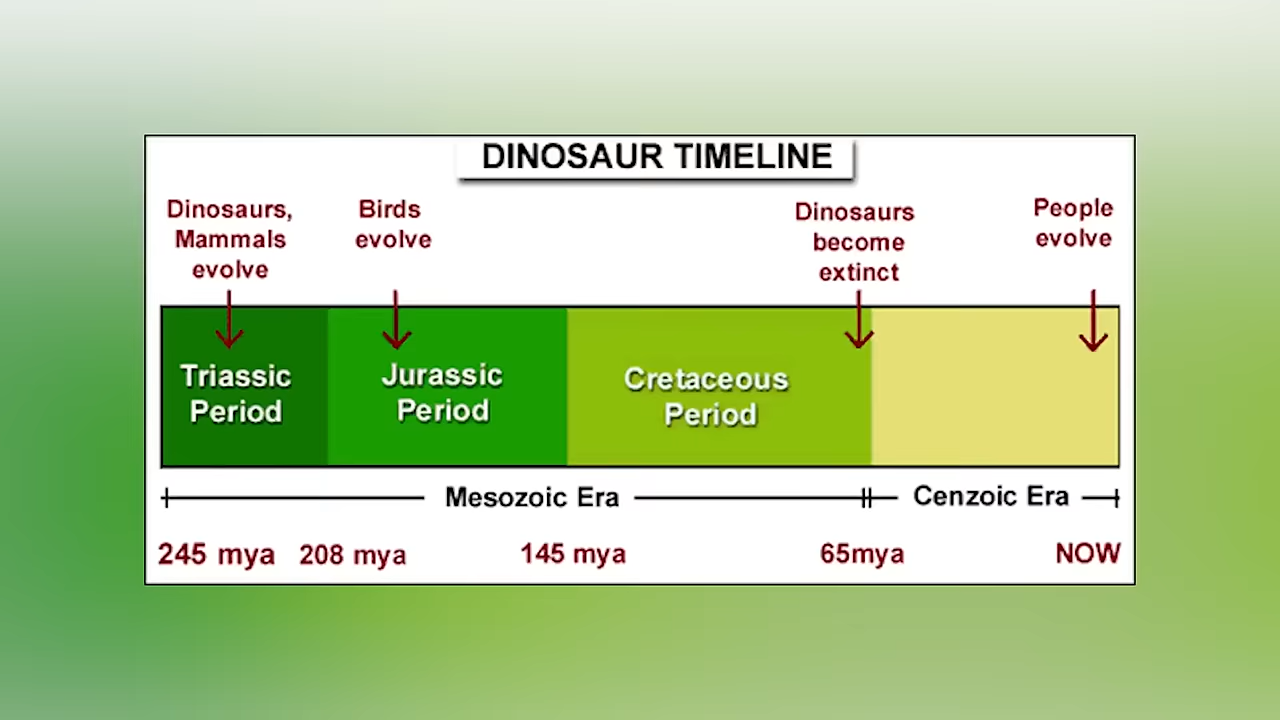 DINOSAUR TIMELINE
Dinosaurs,
Mammals
evolve
Birds
evolve
Dinosaurs
become
extinct
People
evolve
Triassic
Period
Jurassic
Period
Cretaceous
Period
Mesozoic Era
Cenzoic Era
245 mya
208 mya
145 mya
65mya
NOW